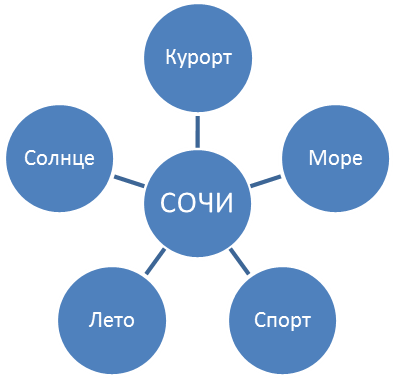 Курорт
Солнце
Море
СОЧИ
Лето
Спорт